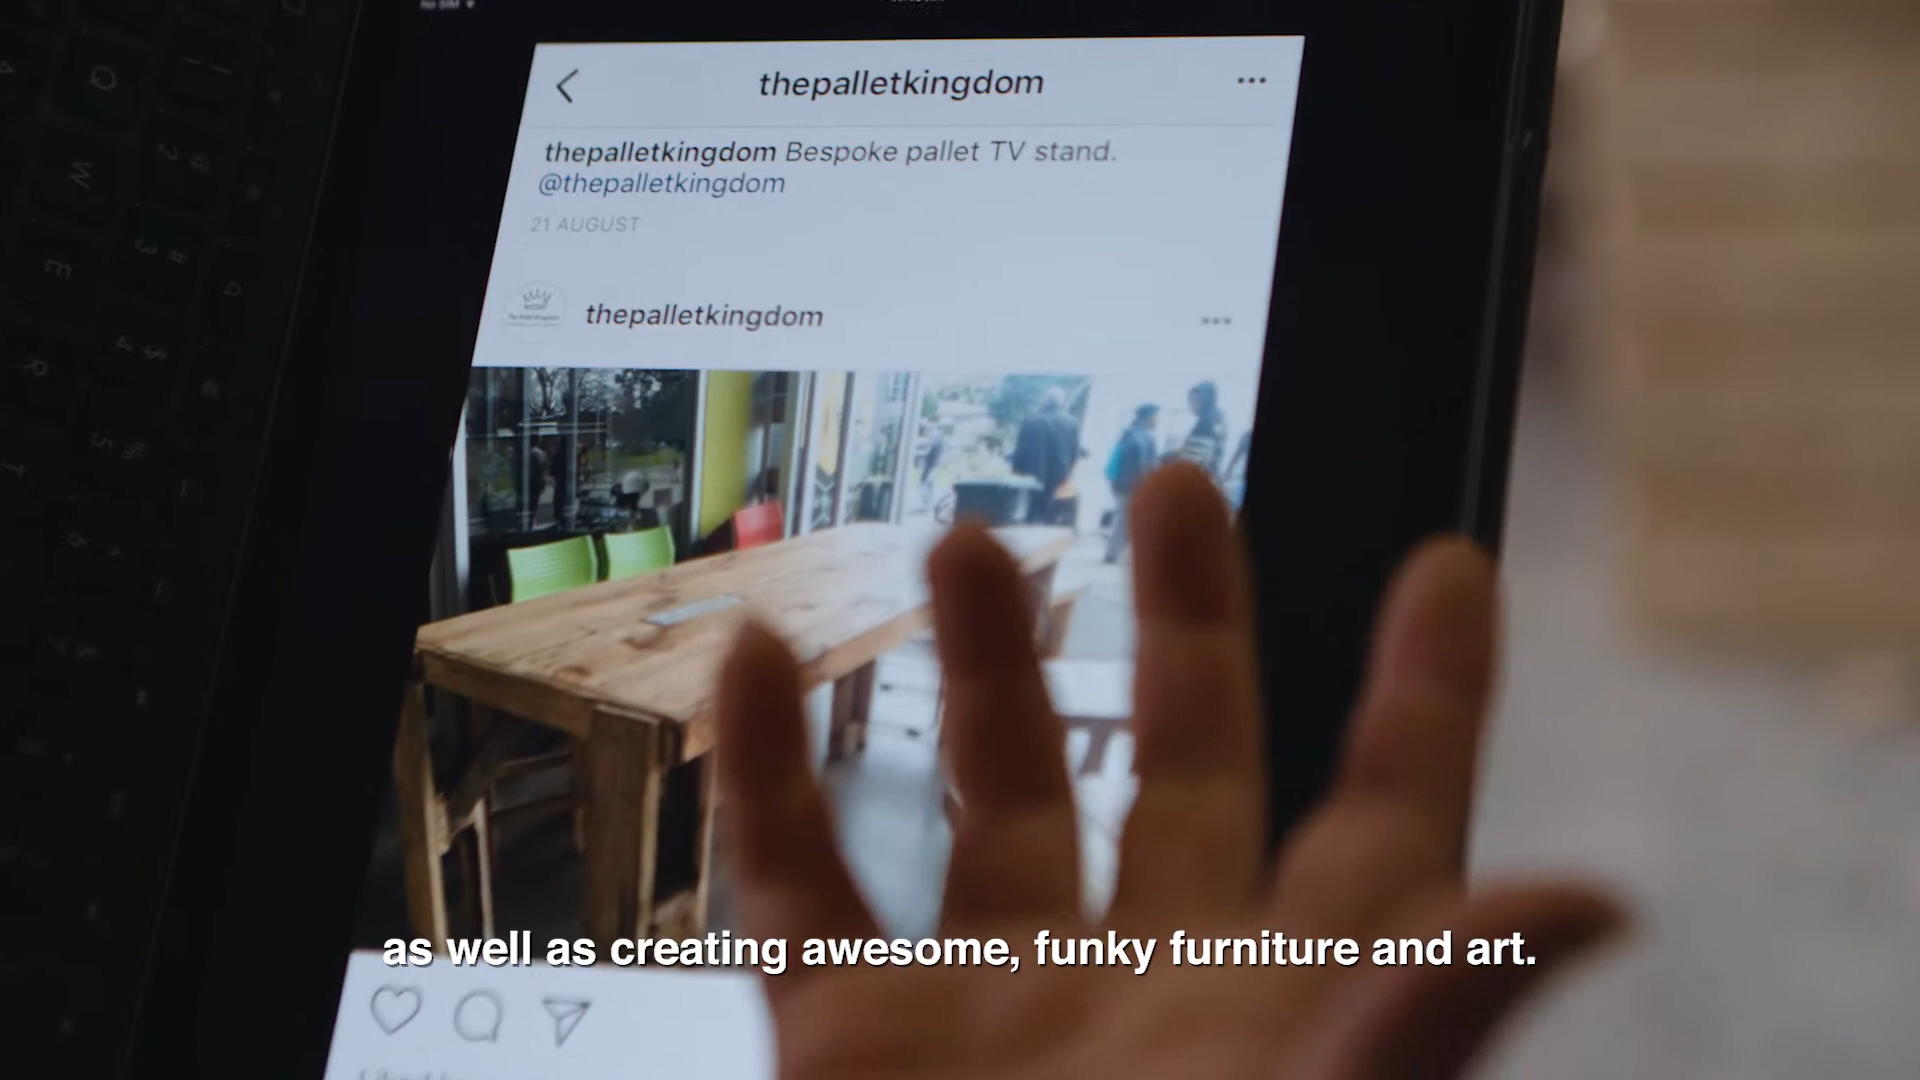 thepalletkingdom
thepalletkingdom Bespoke pallet TV stand.
@thepalletkingdom
21 AUGUST
thepalletkingdom
as well as creating awesome, funky furniture and art.
Q
W
E
R
T